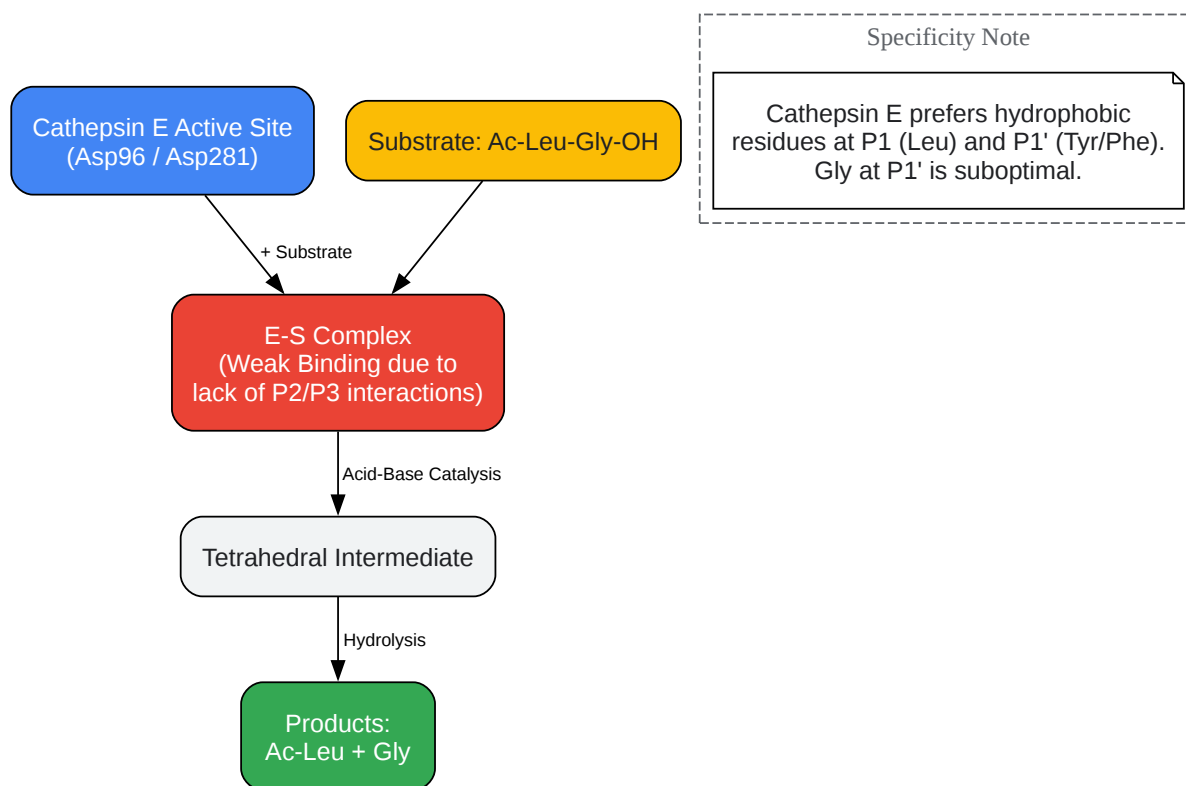 Specificity Note
Cathepsin E Active Site
(Asp96 / Asp281)
Substrate: Ac-Leu-Gly-OH
Cathepsin E prefers hydrophobic
residues at P1 (Leu) and P1' (Tyr/Phe).
Gly at P1' is suboptimal.
+ Substrate
E-S Complex
(Weak Binding due to
lack of P2/P3 interactions)
Acid-Base Catalysis
Tetrahedral Intermediate
Hydrolysis
Products:
Ac-Leu + Gly